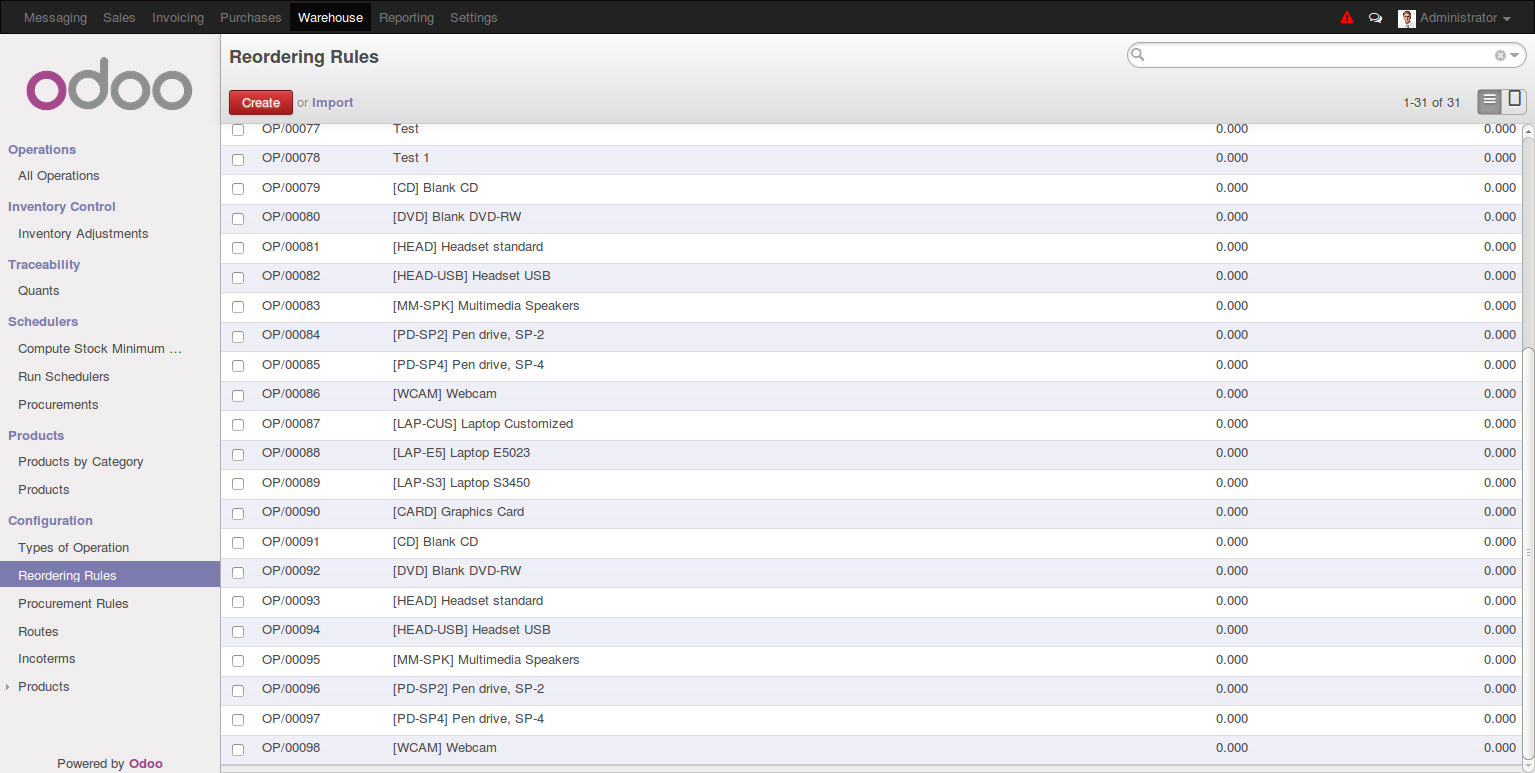 Messaging Sales Invoicing Purchases Warehouse Reporting Settings Administrator
odoo
Operations
All Operations
Inventory Control
Inventory Adjustments
Traceability
Quants
Schedulers
Compute Stock Minimum ...
Run Schedulers
Procurements
Products
Products by Category
Products
Configuration
Types of Operation
Reordering Rules
Procurement Rules
Routes
Incoterms
Products
Powered by Odoo
Reordering Rules
Create or Import 1-31 of 31
OP/00077 Test 0.000 0.000
OP/00078 Test 1 0.000 0.000
OP/00079 [CD] Blank CD 0.000 0.000
OP/00080 [DVD] Blank DVD-RW 0.000 0.000
OP/00081 [HEAD] Headset standard 0.000 0.000
OP/00082 [HEAD-USB] Headset USB 0.000 0.000
OP/00083 [MM-SPK] Multimedia Speakers 0.000 0.000
OP/00084 [PD-SP2] Pen drive, SP-2 0.000 0.000
OP/00085 [PD-SP4] Pen drive, SP-4 0.000 0.000
OP/00086 [WCAM] Webcam 0.000 0.000
OP/00087 [LAP-CUS] Laptop Customized 0.000 0.000
OP/00088 [LAP-E5] Laptop E5023 0.000 0.000
OP/00089 [LAP-S3] Laptop S3450 0.000 0.000
OP/00090 [CARD] Graphics Card 0.000 0.000
OP/00091 [CD] Blank CD 0.000 0.000
OP/00092 [DVD] Blank DVD-RW 0.000 0.000
OP/00093 [HEAD] Headset standard 0.000 0.000
OP/00094 [HEAD-USB] Headset USB 0.000 0.000
OP/00095 [MM-SPK] Multimedia Speakers 0.000 0.000
OP/00096 [PD-SP2] Pen drive, SP-2 0.000 0.000
OP/00097 [PD-SP4] Pen drive, SP-4 0.000 0.000
OP/00098 [WCAM] Webcam 0.000 0.000